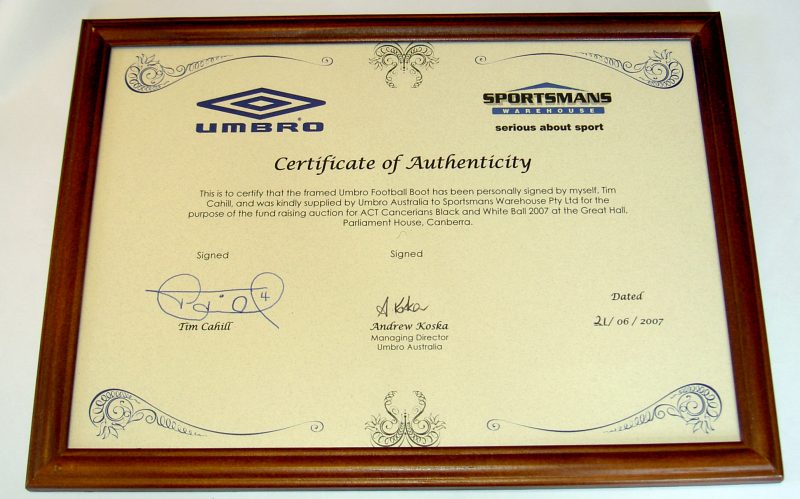 UMBRO
SPORTSMANS
WAREHOUSE
serious about sport
Certificate of Authenticity
This is to certify that the framed Umbro Football Boot has been personally signed by myself, Tim
Cahill, and was kindly supplied by Umbro Australia to Sportsmans Warehouse Pty Ltd for the
purpose of the fund raising auction for ACT Cancerians Black and White Ball 2007 at the Great Hall,
Parliament House, Canberra.
Signed
Signed
4
A Koska
Dated
Tim Cahill
Andrew Koska
21/ 06 / 2007
Managing Director
Umbro Australia